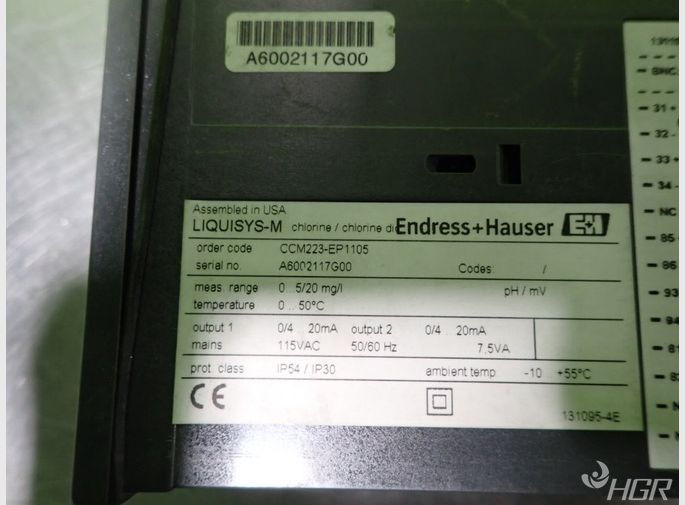 A6002117G00
Assembled in USA
LIQUISYS-M chlorine / chlorine di Endress+Hauser E+H
order code CCM223-EP1105
serial no. A6002117G00 Codes: /
meas. range 0...5/20 mg/l pH / mV
temperature 0...50°C
output 1 0/4...20mA output 2 0/4...20mA
mains 115VAC 50/60 Hz 7,5VA
prot. class IP54 / IP30 ambient temp. -10 +55°C
CE
131095-4E
31 +
32 -
33 +
34 -
NC
85
86
93
94
HGR